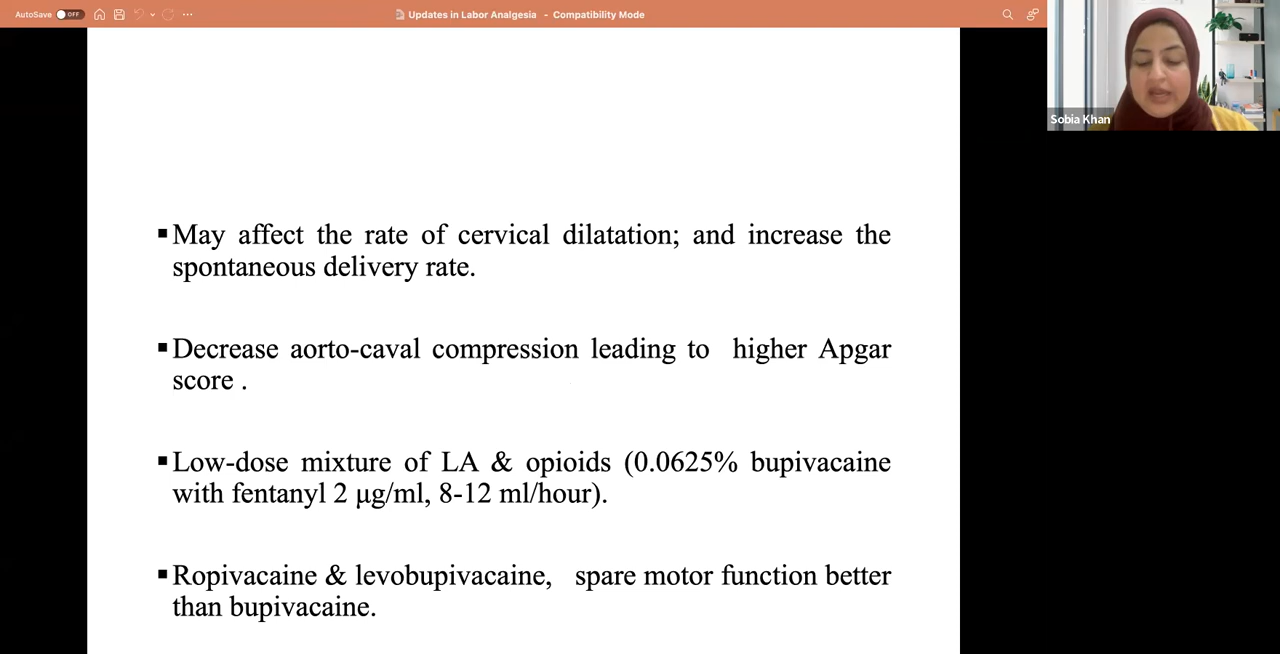 AutoSave OFF
Updates in Labor Analgesia - Compatibility Mode
Sobia Khan
▪ May affect the rate of cervical dilatation; and increase the
spontaneous delivery rate.
▪ Decrease aorto-caval compression leading to higher Apgar
score .
▪ Low-dose mixture of LA & opioids (0.0625% bupivacaine
with fentanyl 2 μg/ml, 8-12 ml/hour).
▪ Ropivacaine & levobupivacaine, spare motor function better
than bupivacaine.